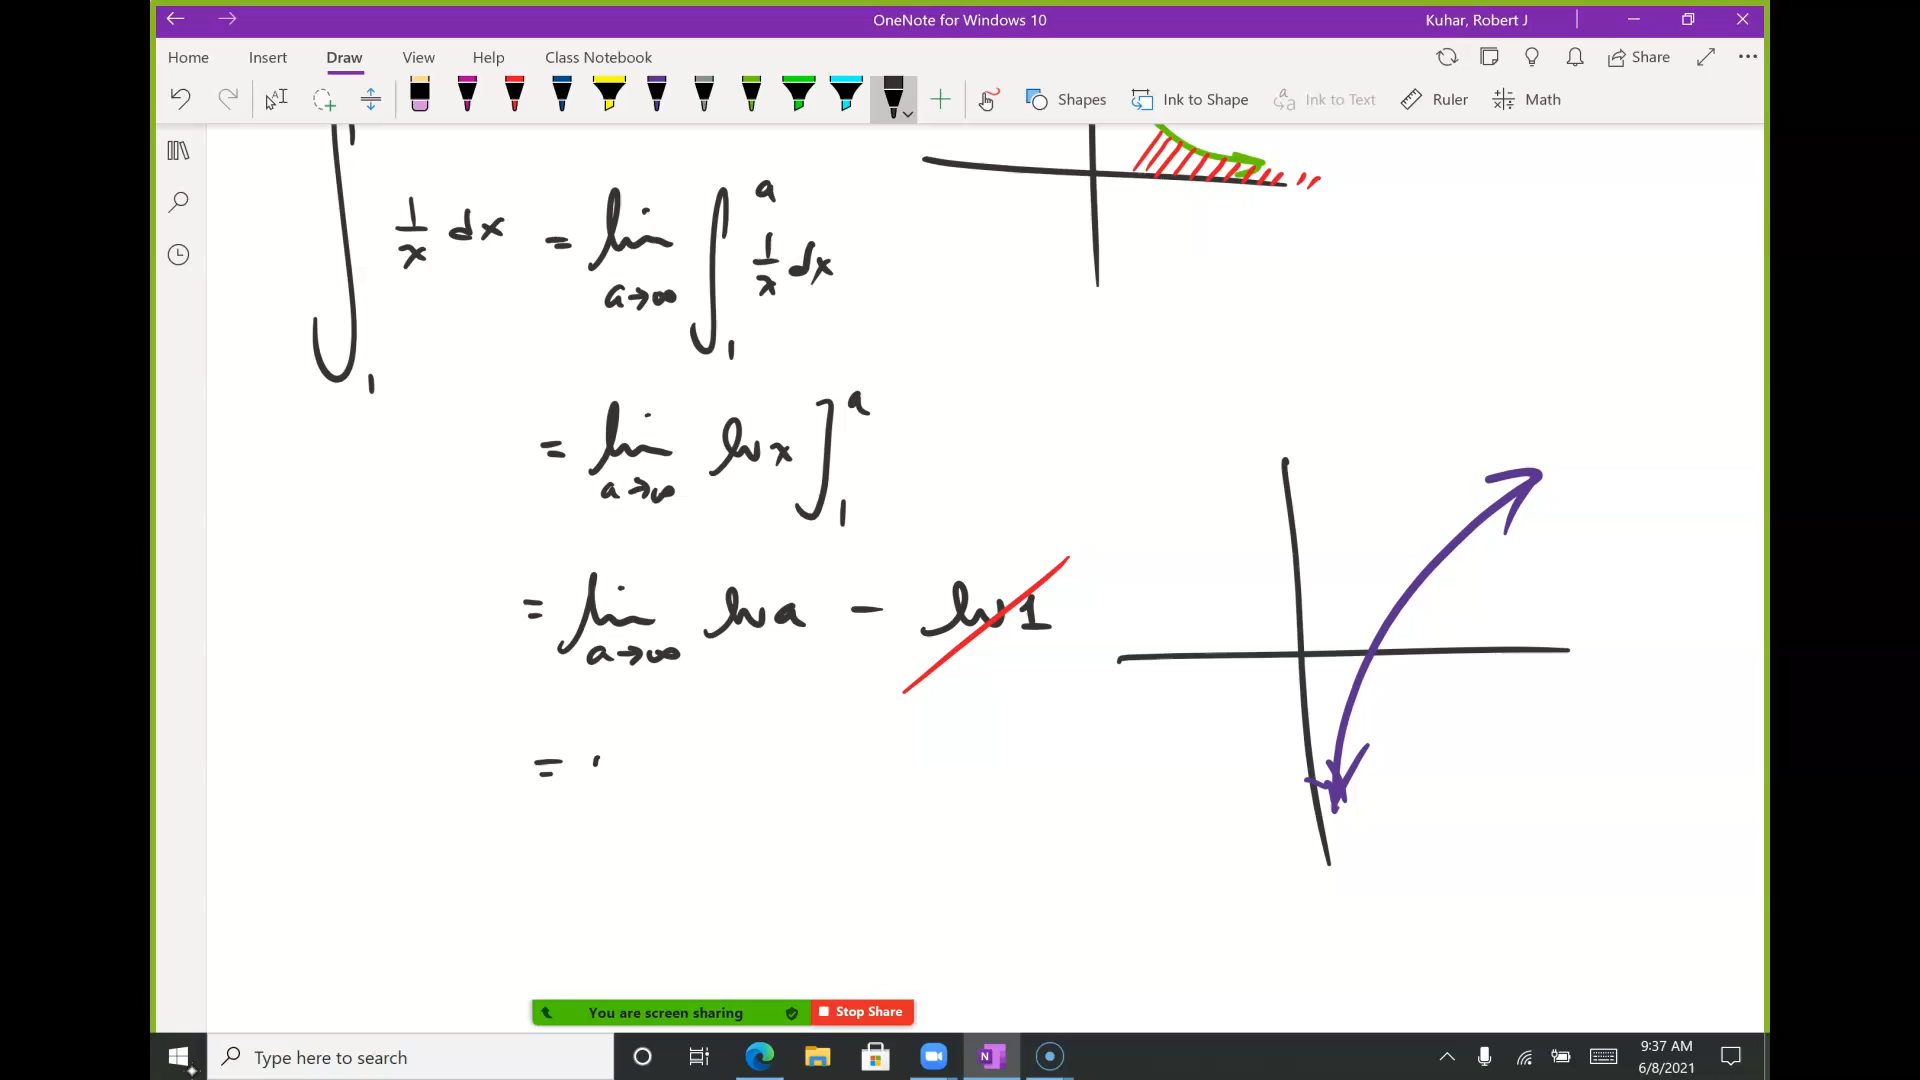 OneNote for Windows 10
Kuhar, Robert J
Home Insert Draw View Help Class Notebook Share
Shapes Ink to Shape Ink to Text Ruler Math
∫₁ 1/x dx = lim a→∞ ∫₁ᵃ 1/x dx
= lim a→∞ ln x ]₁ᵃ
= lim a→∞ ln a - ln 1
=
You are screen sharing Stop Share
Type here to search
9:37 AM
6/8/2021